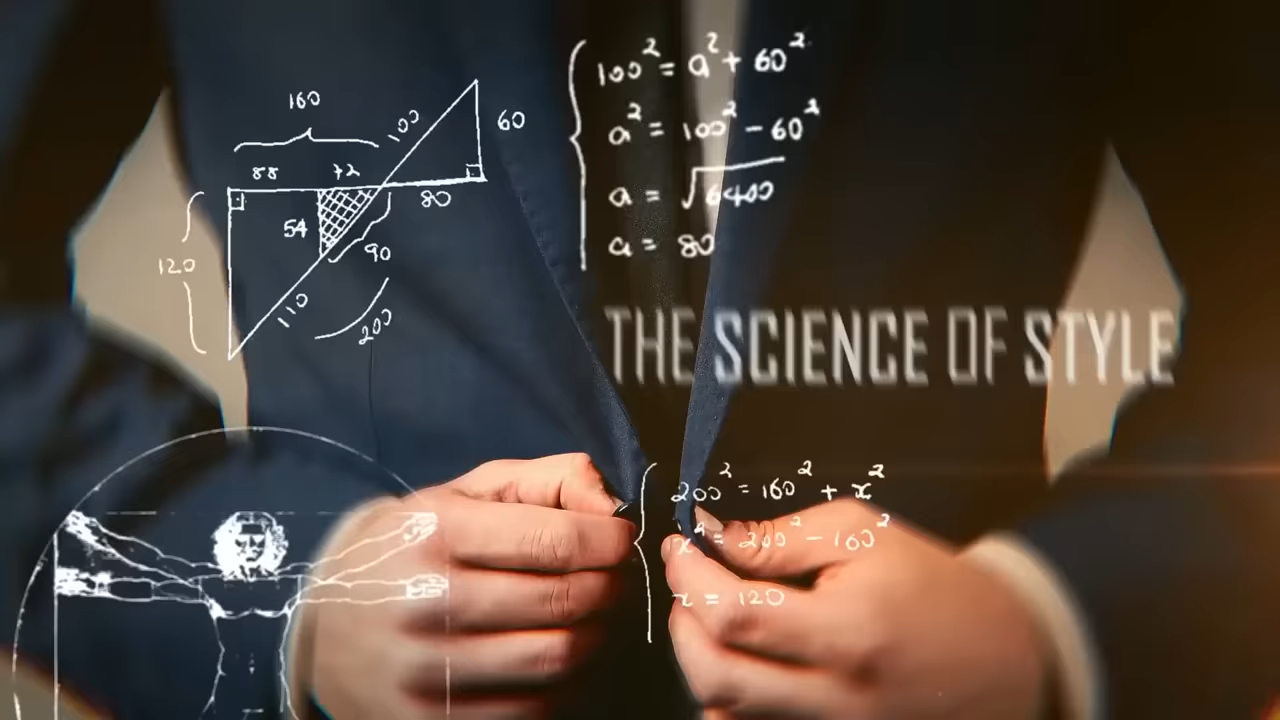 160
100
60
88 72
80
54
90
120
110
200
100² = a² + 60²
a² = 100² - 60²
a = √6400
a = 80
THE SCIENCE OF STYLE
200² = 160² + x²
x² = 200² - 160²
x = 120